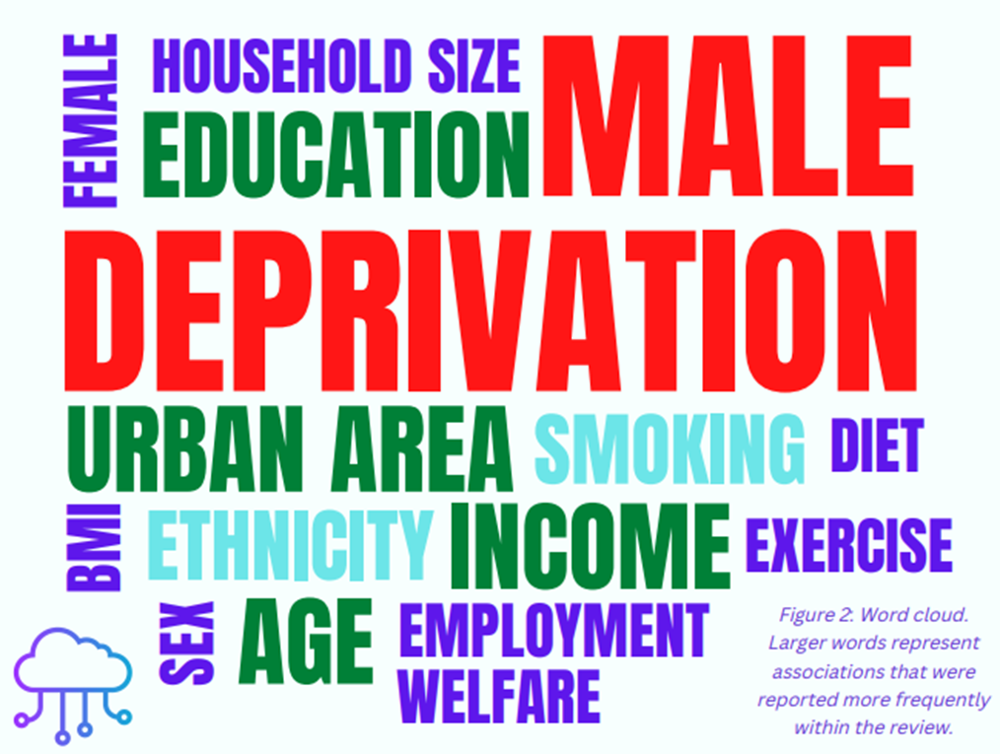 FEMALE
HOUSEHOLD SIZE
MALE
EDUCATION
DEPRIVATION
URBAN AREA
SMOKING
DIET
BMI
ETHNICITY
INCOME
EXERCISE
SEX
AGE
EMPLOYMENT
WELFARE
Figure 2: Word cloud.
Larger words represent
associations that were
reported more frequently
within the review.